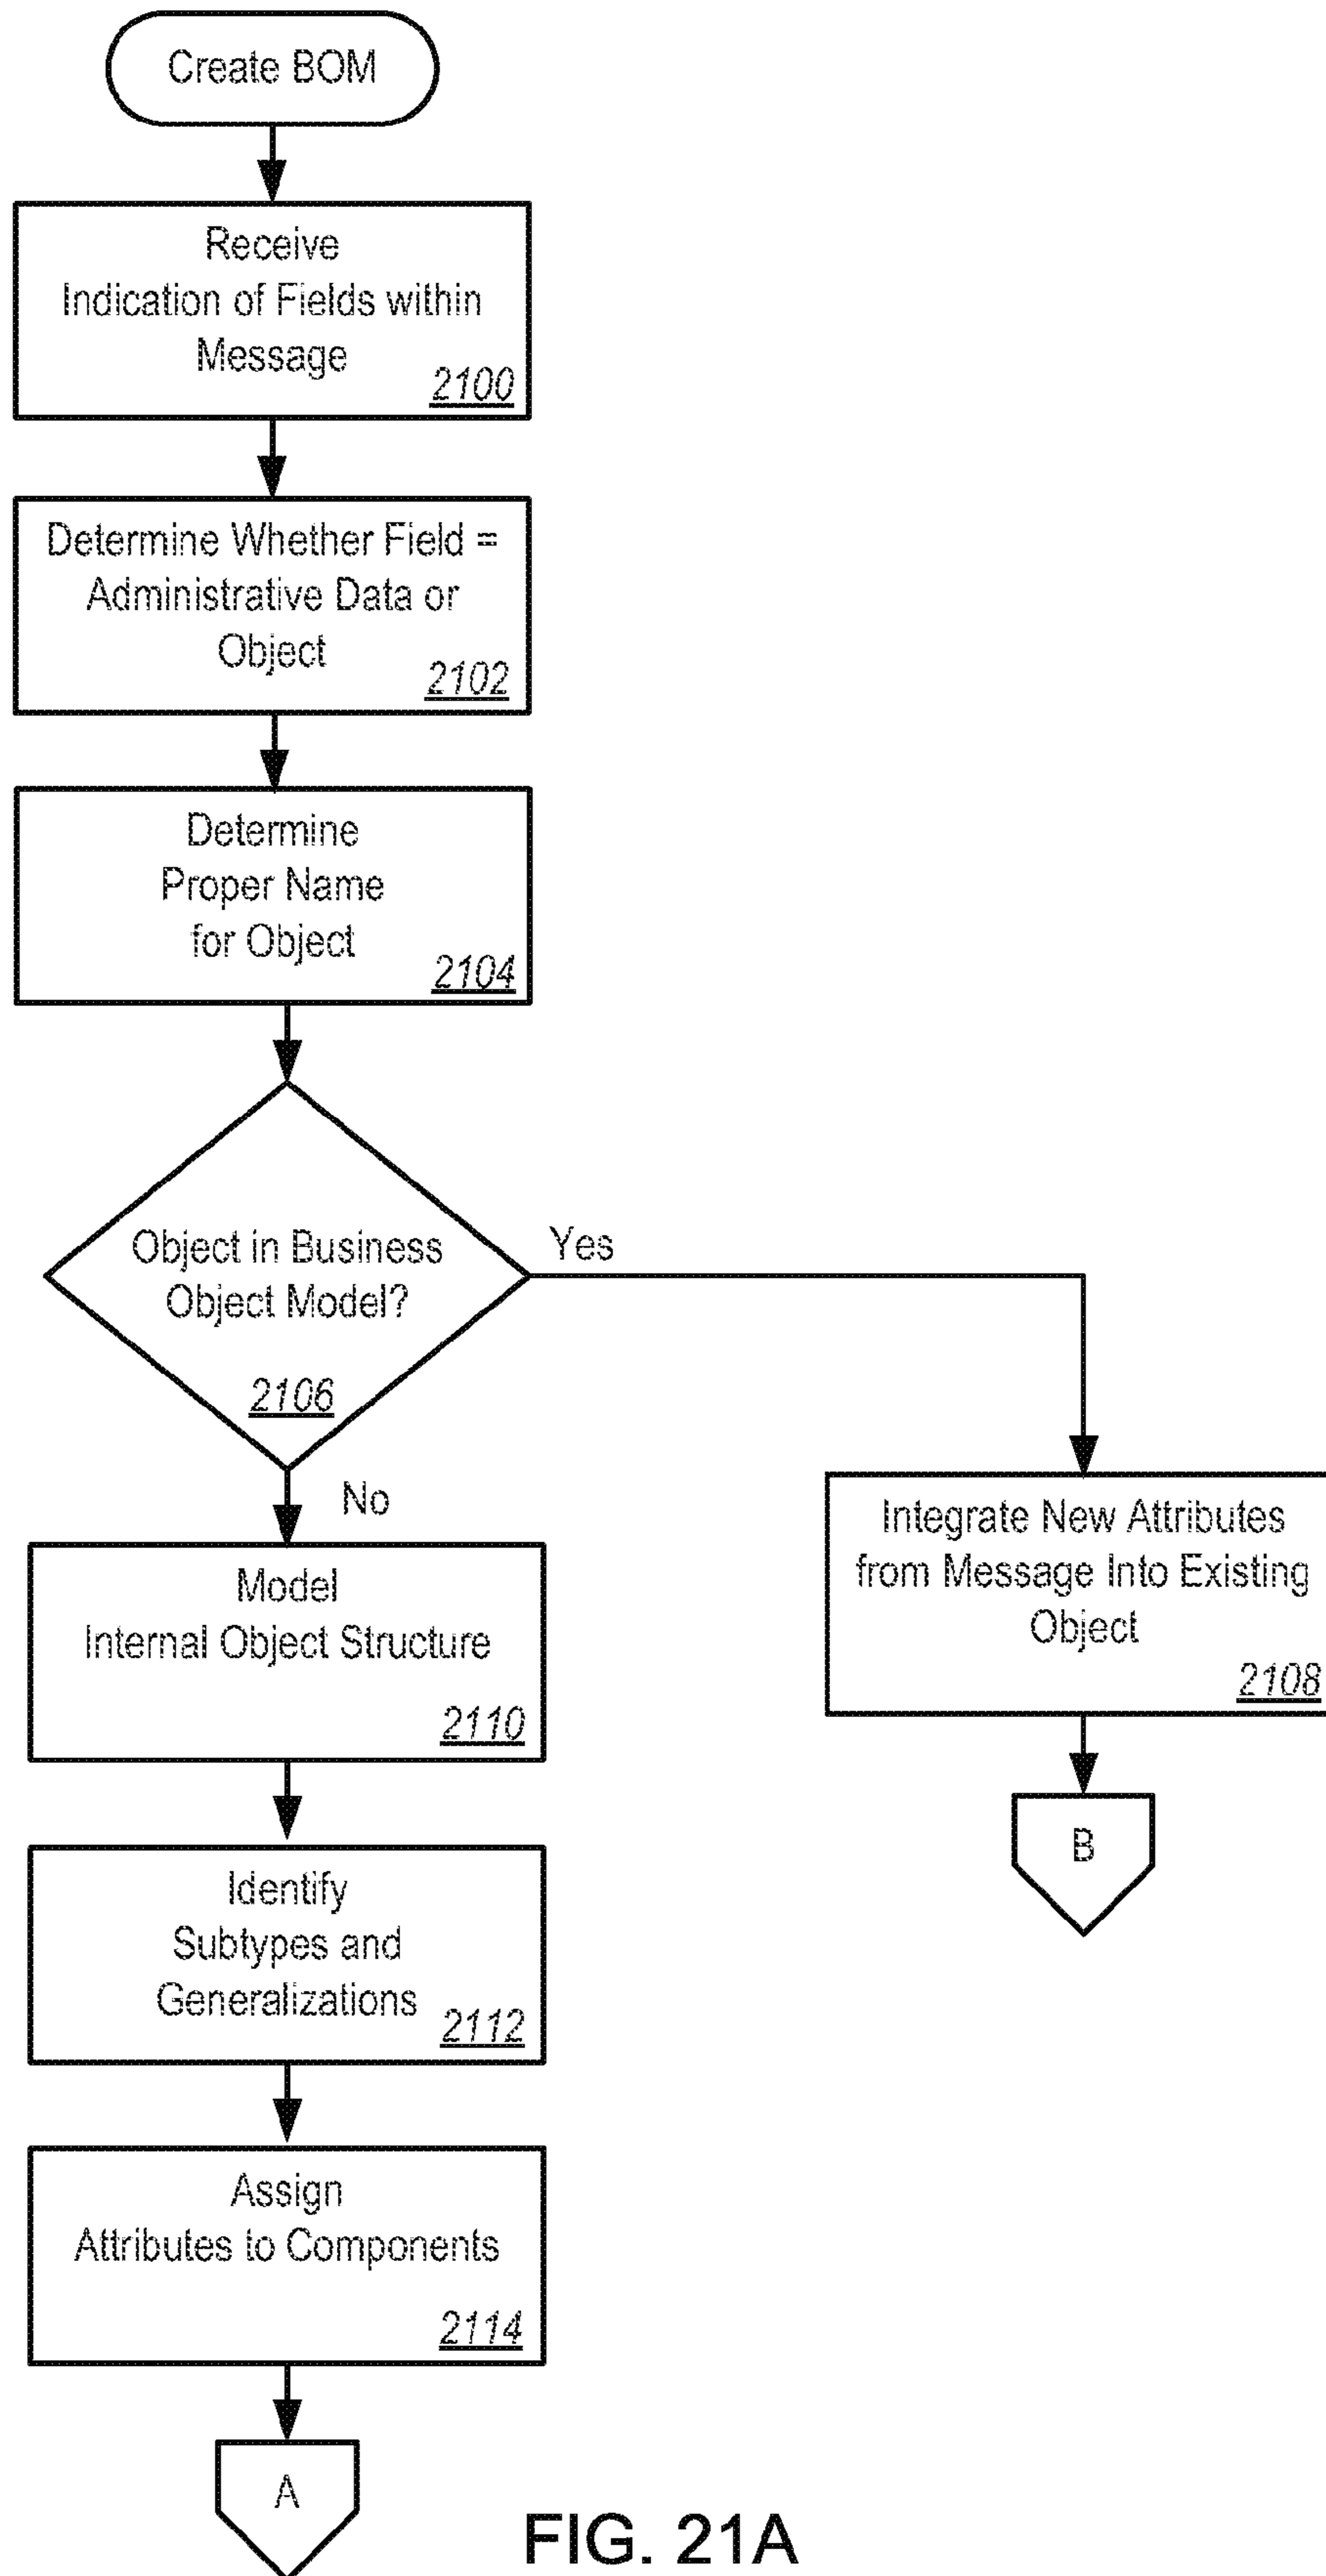 Create BOM
Receive
Indication of Fields within
Message
2100
Determine Whether Field =
Administrative Data or
Object
2102
Determine
Proper Name
for Object
2104
Object in Business
Object Model?
2106
Yes
No
Integrate New Attributes
from Message Into Existing
Object
2108
B
Model
Internal Object Structure
2110
Identify
Subtypes and
Generalizations
2112
Assign
Attributes to Components
2114
A
FIG. 21A